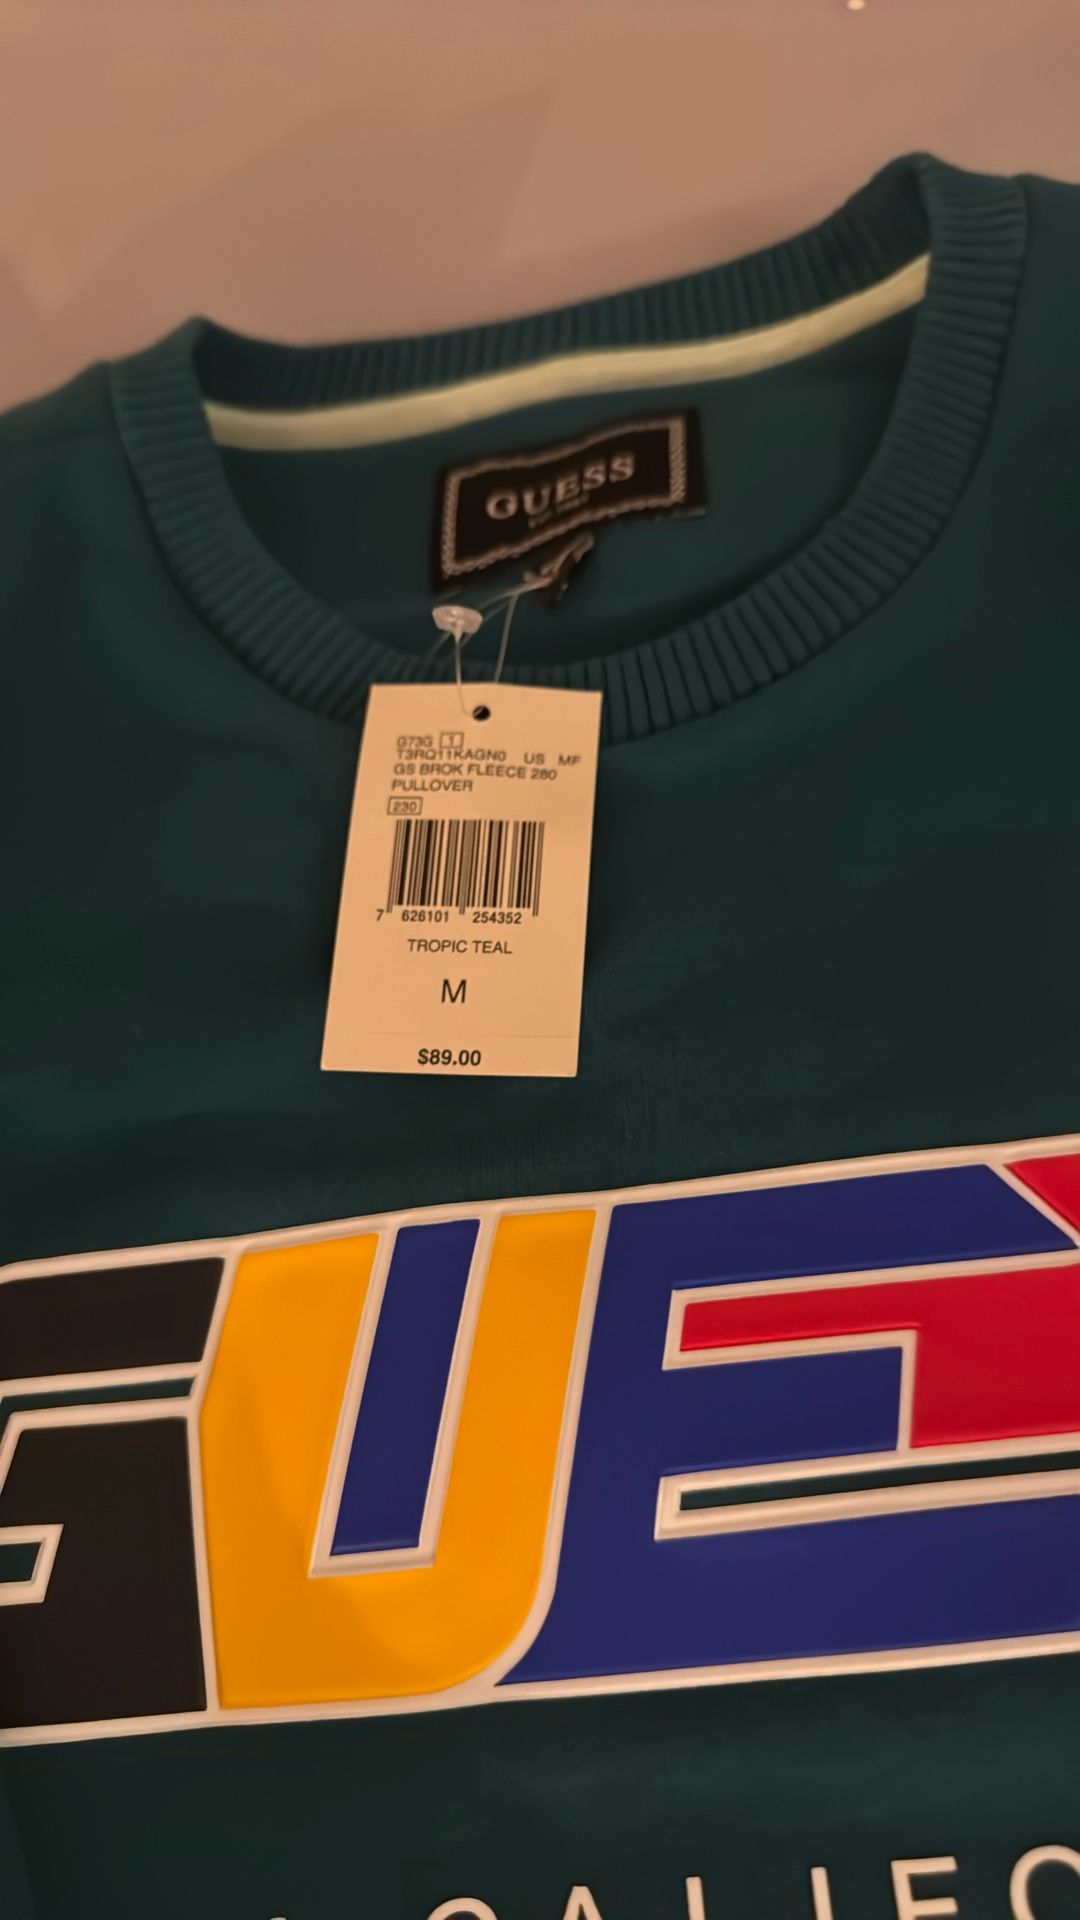 GUESS
G73G 1
T3RQ11KAGN0 US MF
GS BROK FLEECE 280
PULLOVER
230
7 626101 254352
TROPIC TEAL
M
$89.00
GUE
CALIFO